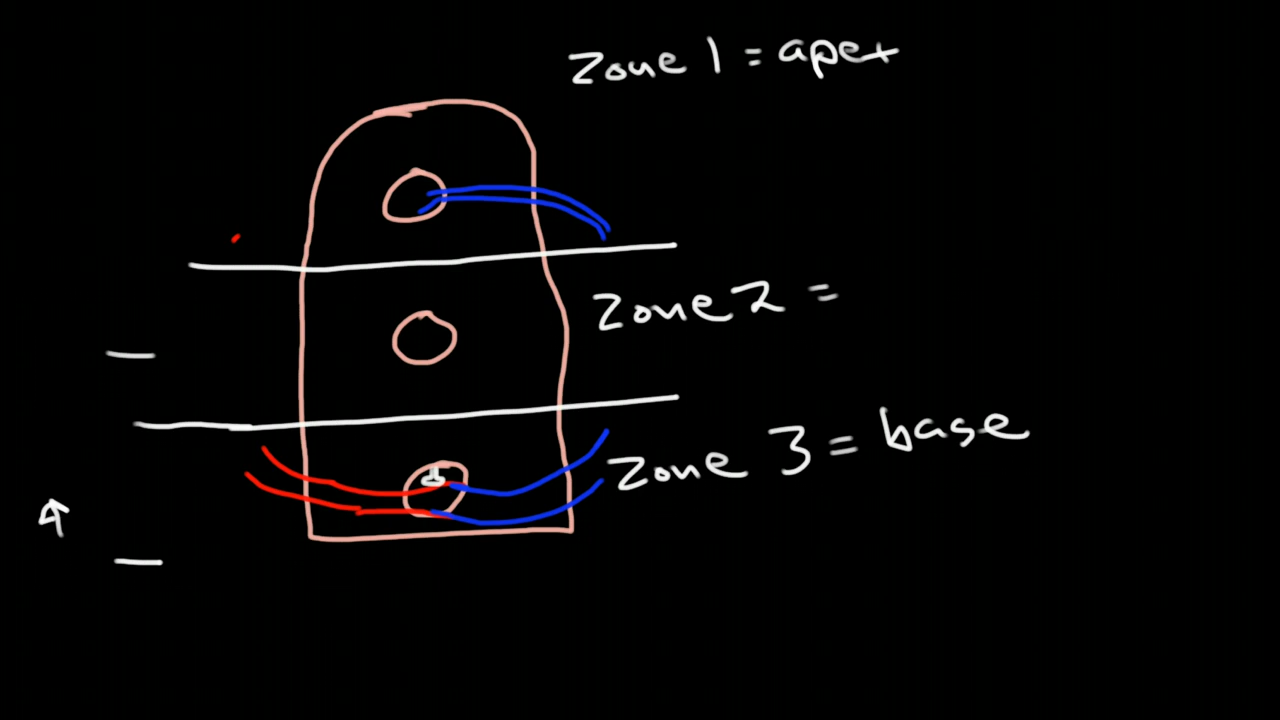 Zone 1 = apex
Zone 2 =
Zone 3 = base